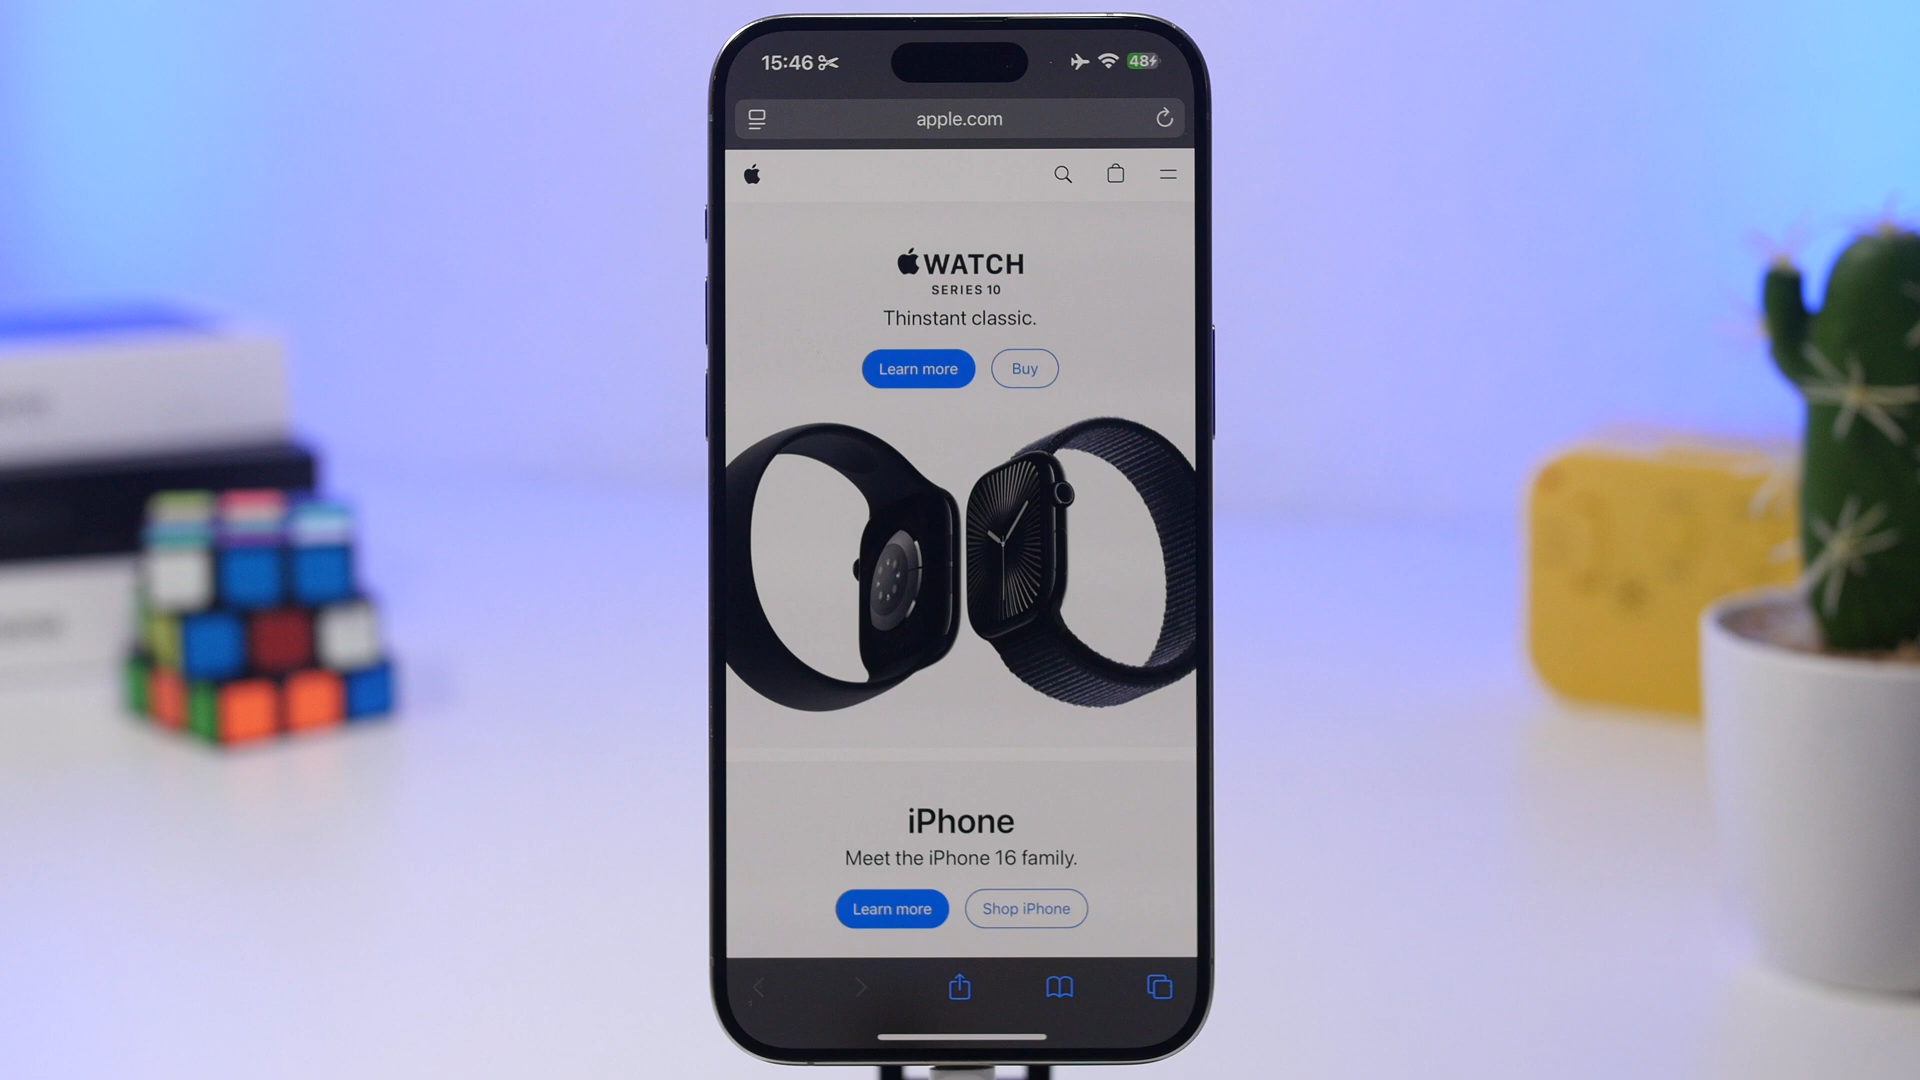 15:46
48
apple.com
WATCH
SERIES 10
Thinstant classic.
Learn more Buy
iPhone
Meet the iPhone 16 family.
Learn more Shop iPhone